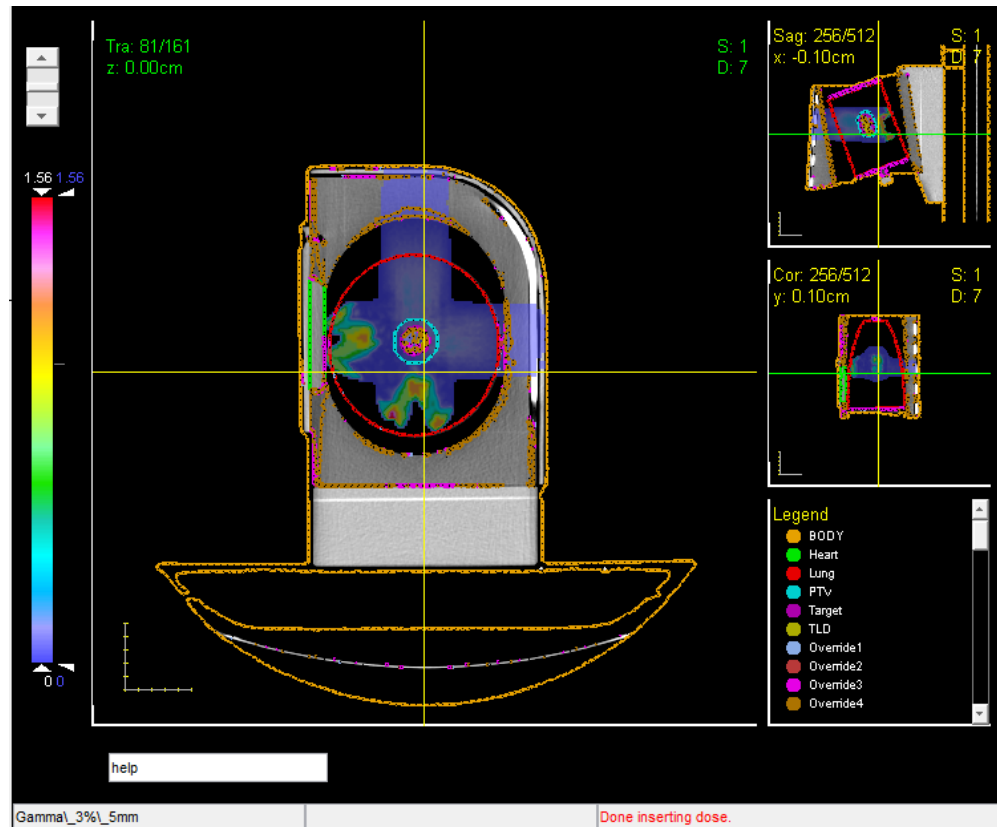 Tra: 81/161
z: 0.00cm
S: 1
D: 7
1.56 1.56
0 0
Sag: 256/512
x: -0.10cm
S: 1
D: 7
Cor: 256/512
y: 0.10cm
S: 1
D: 7
Legend
BODY
Heart
Lung
PTv
Target
TLD
Override1
Override2
Override3
Override4
help
Gamma\_3%\_5mm
Done inserting dose.